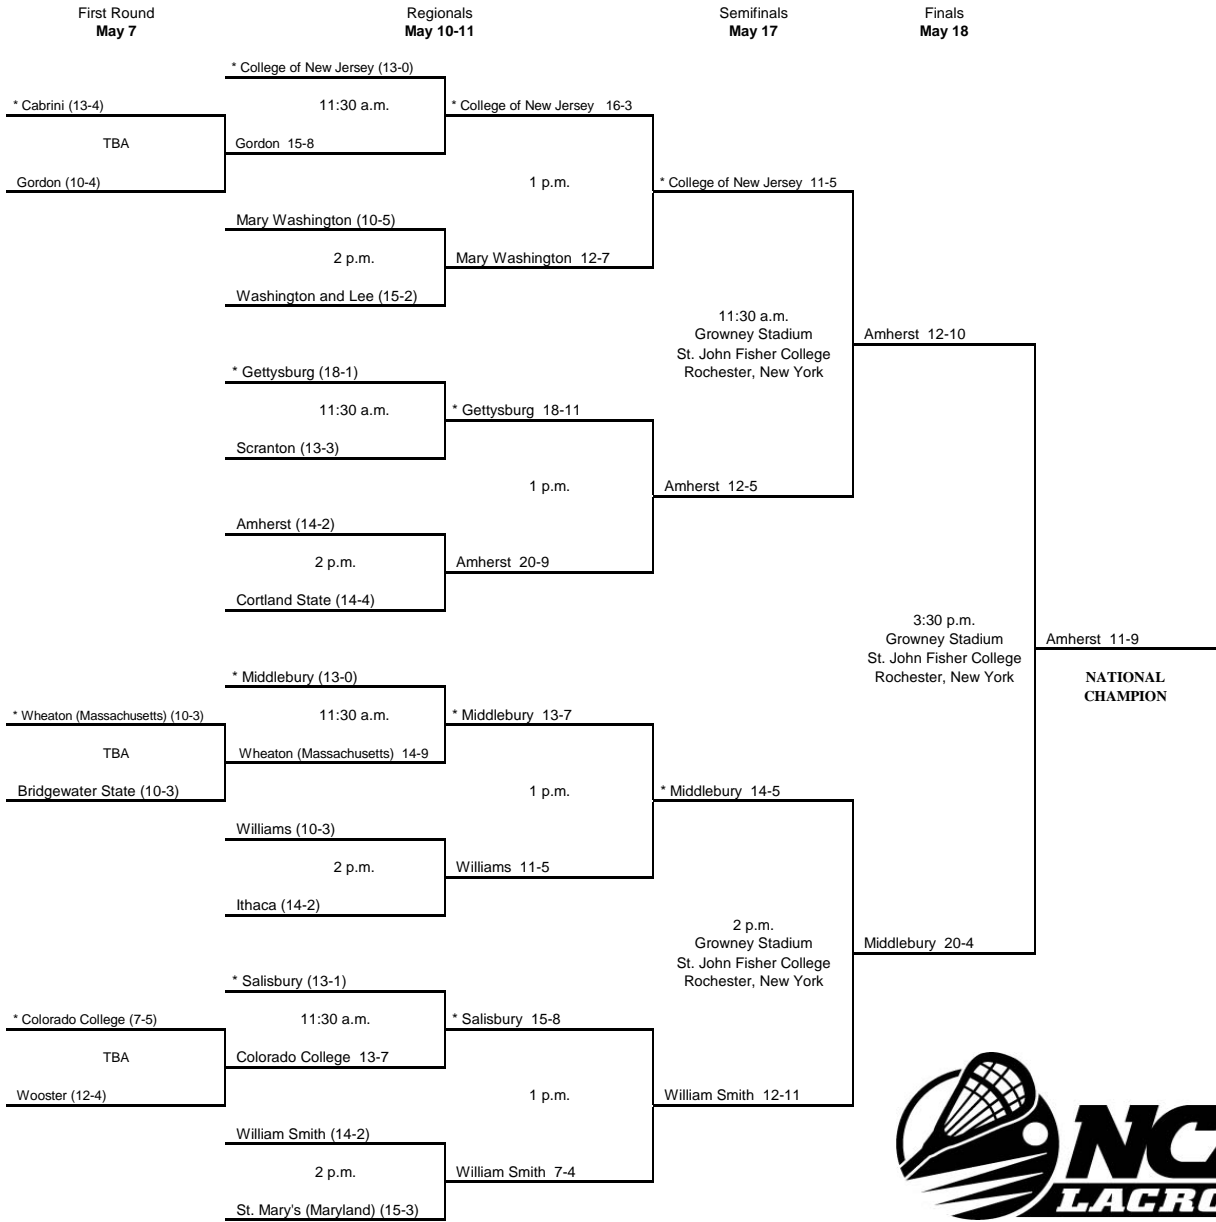 First Round
May 7
Regionals
May 10-11
Semifinals
May 17
Finals
May 18
* College of New Jersey (13-0)
* Cabrini (13-4)
11:30 a.m.
* College of New Jersey 16-3
TBA
Gordon 15-8
Gordon (10-4)
1 p.m.
* College of New Jersey 11-5
Mary Washington (10-5)
2 p.m.
Mary Washington 12-7
Washington and Lee (15-2)
11:30 a.m.
Growney Stadium
St. John Fisher College
Rochester, New York
Amherst 12-10
* Gettysburg (18-1)
11:30 a.m.
* Gettysburg 18-11
Scranton (13-3)
1 p.m.
Amherst 12-5
Amherst (14-2)
2 p.m.
Amherst 20-9
Cortland State (14-4)
3:30 p.m.
Growney Stadium
St. John Fisher College
Rochester, New York
Amherst 11-9
NATIONAL
CHAMPION
* Middlebury (13-0)
* Wheaton (Massachusetts) (10-3)
11:30 a.m.
* Middlebury 13-7
TBA
Wheaton (Massachusetts) 14-9
Bridgewater State (10-3)
1 p.m.
* Middlebury 14-5
Williams (10-3)
2 p.m.
Williams 11-5
Ithaca (14-2)
2 p.m.
Growney Stadium
St. John Fisher College
Rochester, New York
Middlebury 20-4
* Salisbury (13-1)
* Colorado College (7-5)
11:30 a.m.
* Salisbury 15-8
TBA
Colorado College 13-7
Wooster (12-4)
1 p.m.
William Smith 12-11
William Smith (14-2)
2 p.m.
William Smith 7-4
St. Mary's (Maryland) (15-3)
NCA
LACRO